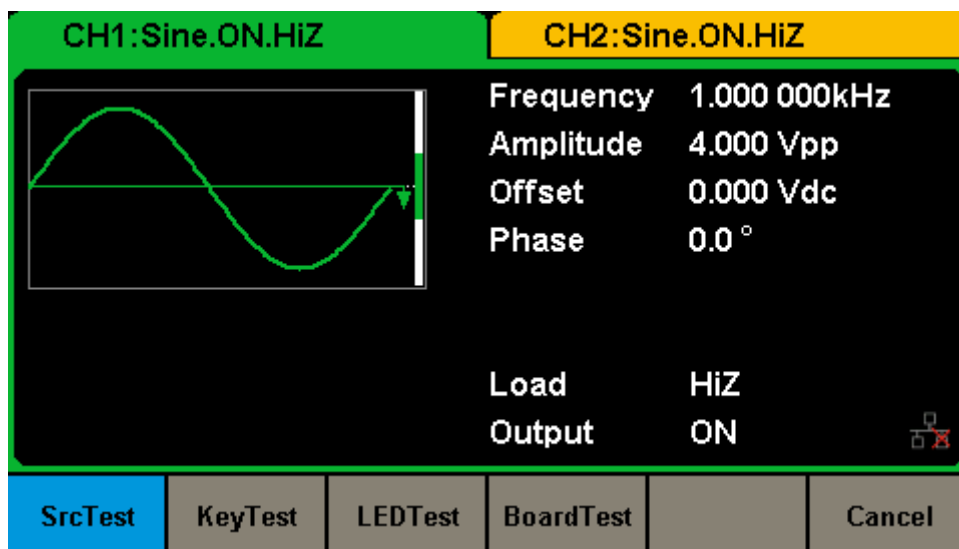 CH1:Sine.ON.HiZ CH2:Sine.ON.HiZ
Frequency 1.000 000kHz
Amplitude 4.000 Vpp
Offset 0.000 Vdc
Phase 0.0 °
Load HiZ
Output ON
SrcTest KeyTest LEDTest BoardTest Cancel